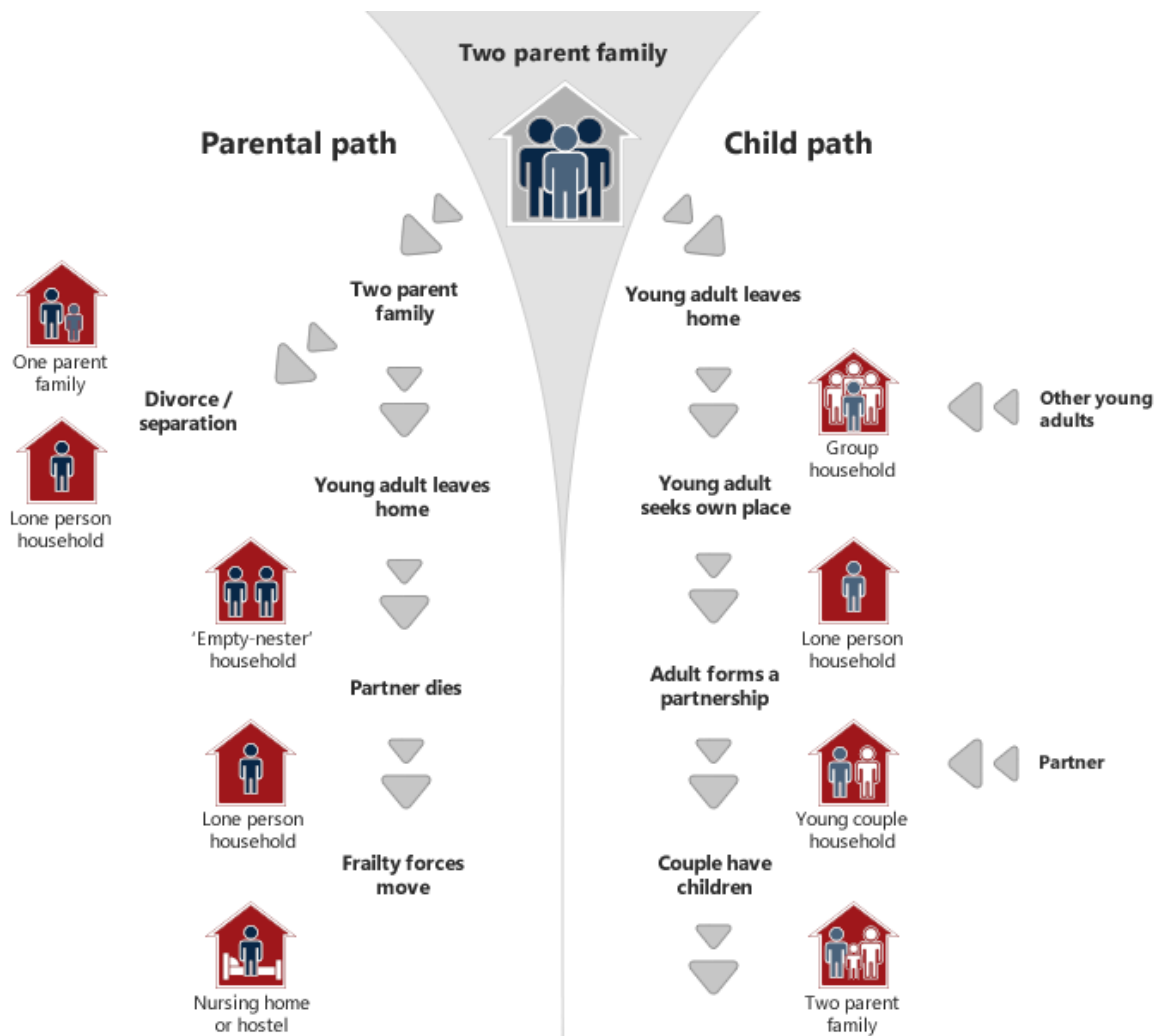 Two parent family
Parental path
Child path
Two parent
family
Young adult leaves
home
One parent
family
Divorce /
separation
Lone person
household
Group
household
Other young
adults
Young adult leaves
home
Young adult
seeks own place
'Empty-nester'
household
Lone person
household
Partner dies
Adult forms a
partnership
Lone person
household
Young couple
household
Partner
Frailty forces
move
Couple have
children
Nursing home
or hostel
Two parent
family